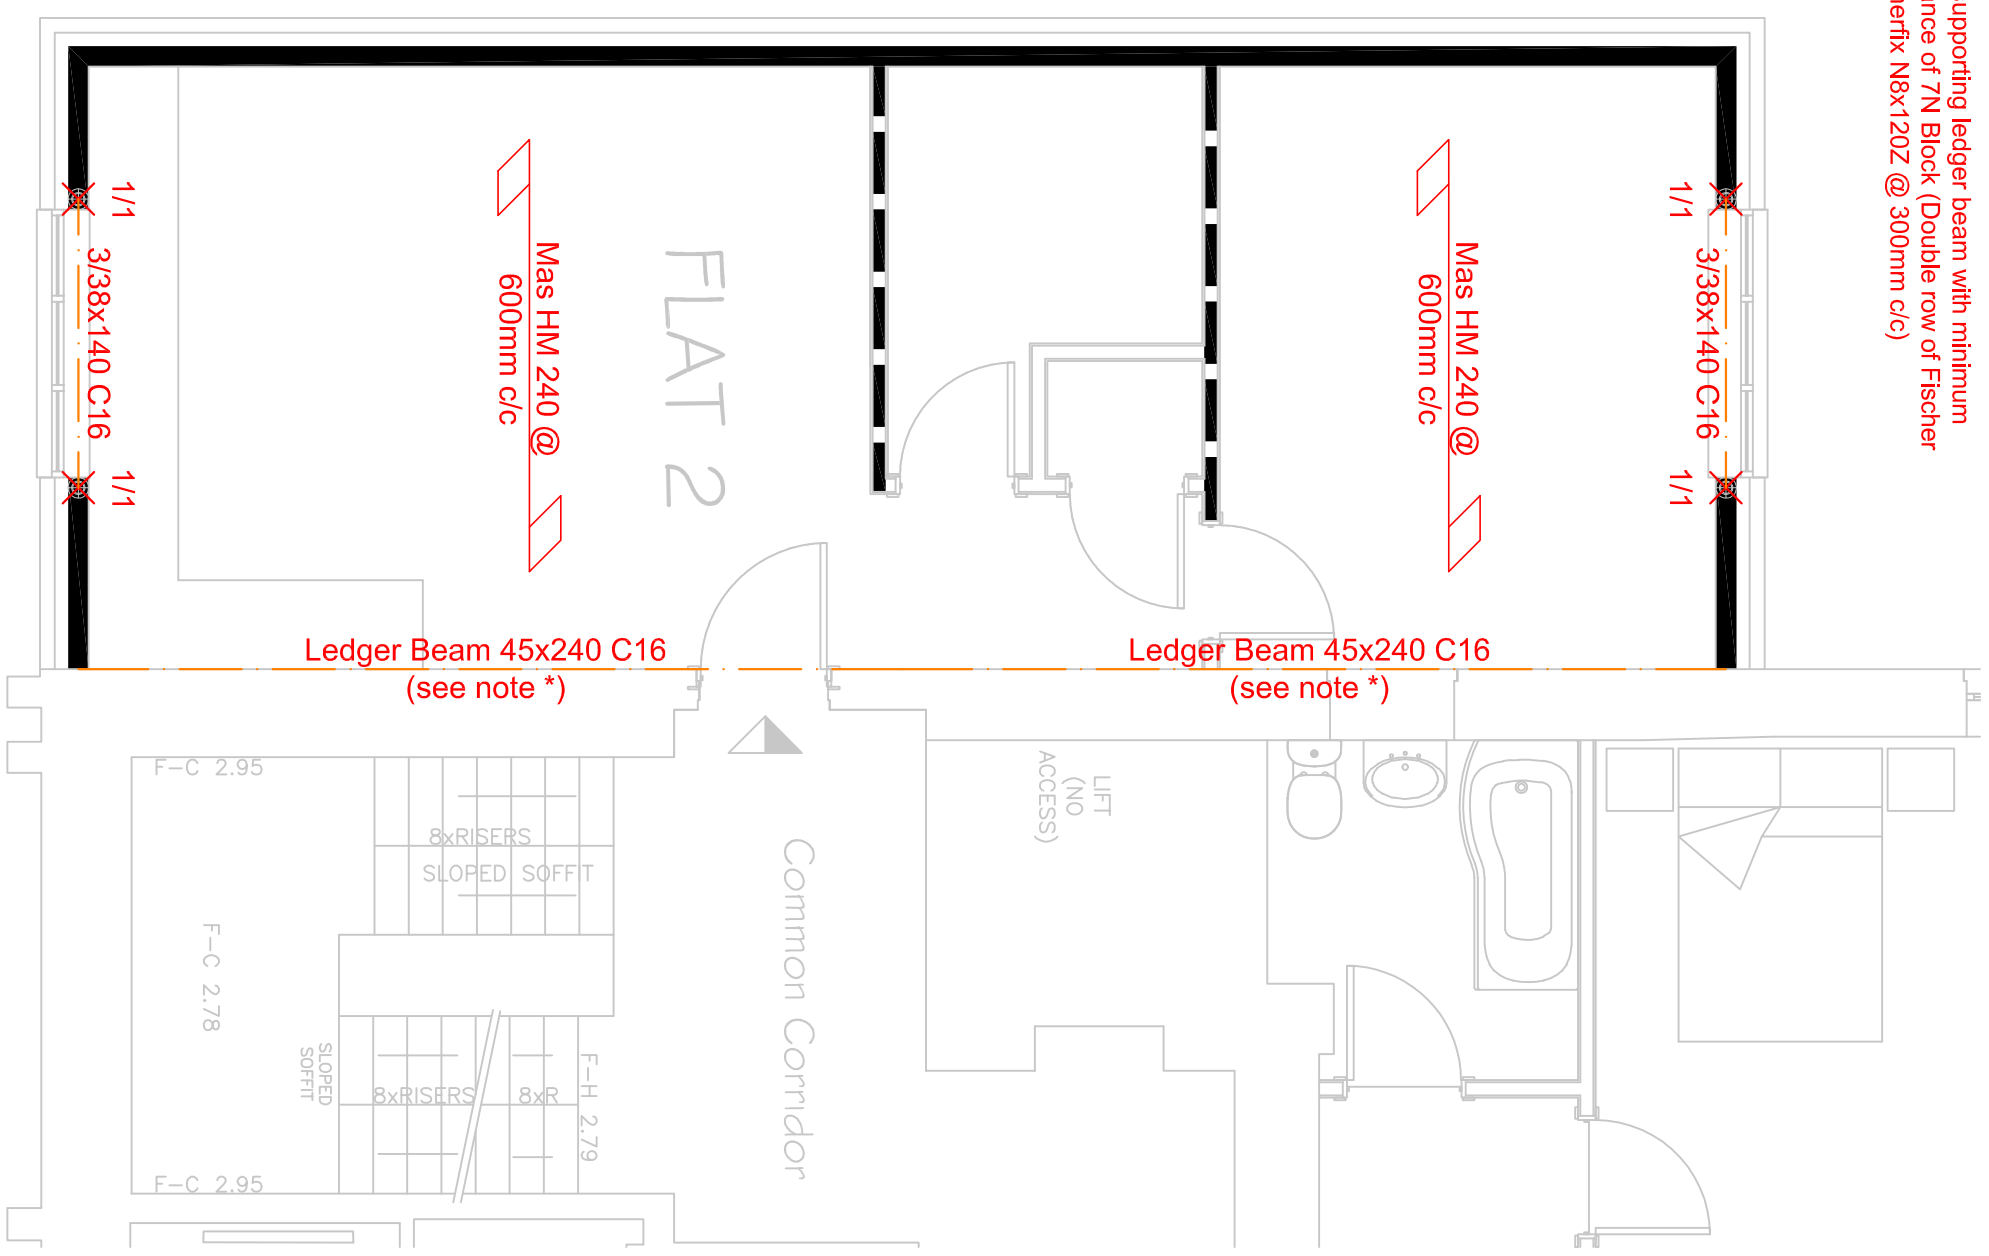 Supporting ledger beam with minimum
of 7N Block (Double row of Fischer
N8x120Z @ 300mm c/c)
1/1
3/38x140 C16
1/1
Mas HM 240 @
600mm c/c
FLAT 2
Mas HM 240 @
600mm c/c
1/1
3/38x140 C16
1/1
Ledger Beam 45x240 C16
(see note *)
Ledger Beam 45x240 C16
(see note *)
F-C 2.95
8xRISERS
SLOPED SOFFIT
F-C 2.78
SLOPED
SOFFIT
8xRISERS
8xR
F-H 2.79
F-C 2.95
Common Corridor
LIFT
(NO
ACCESS)